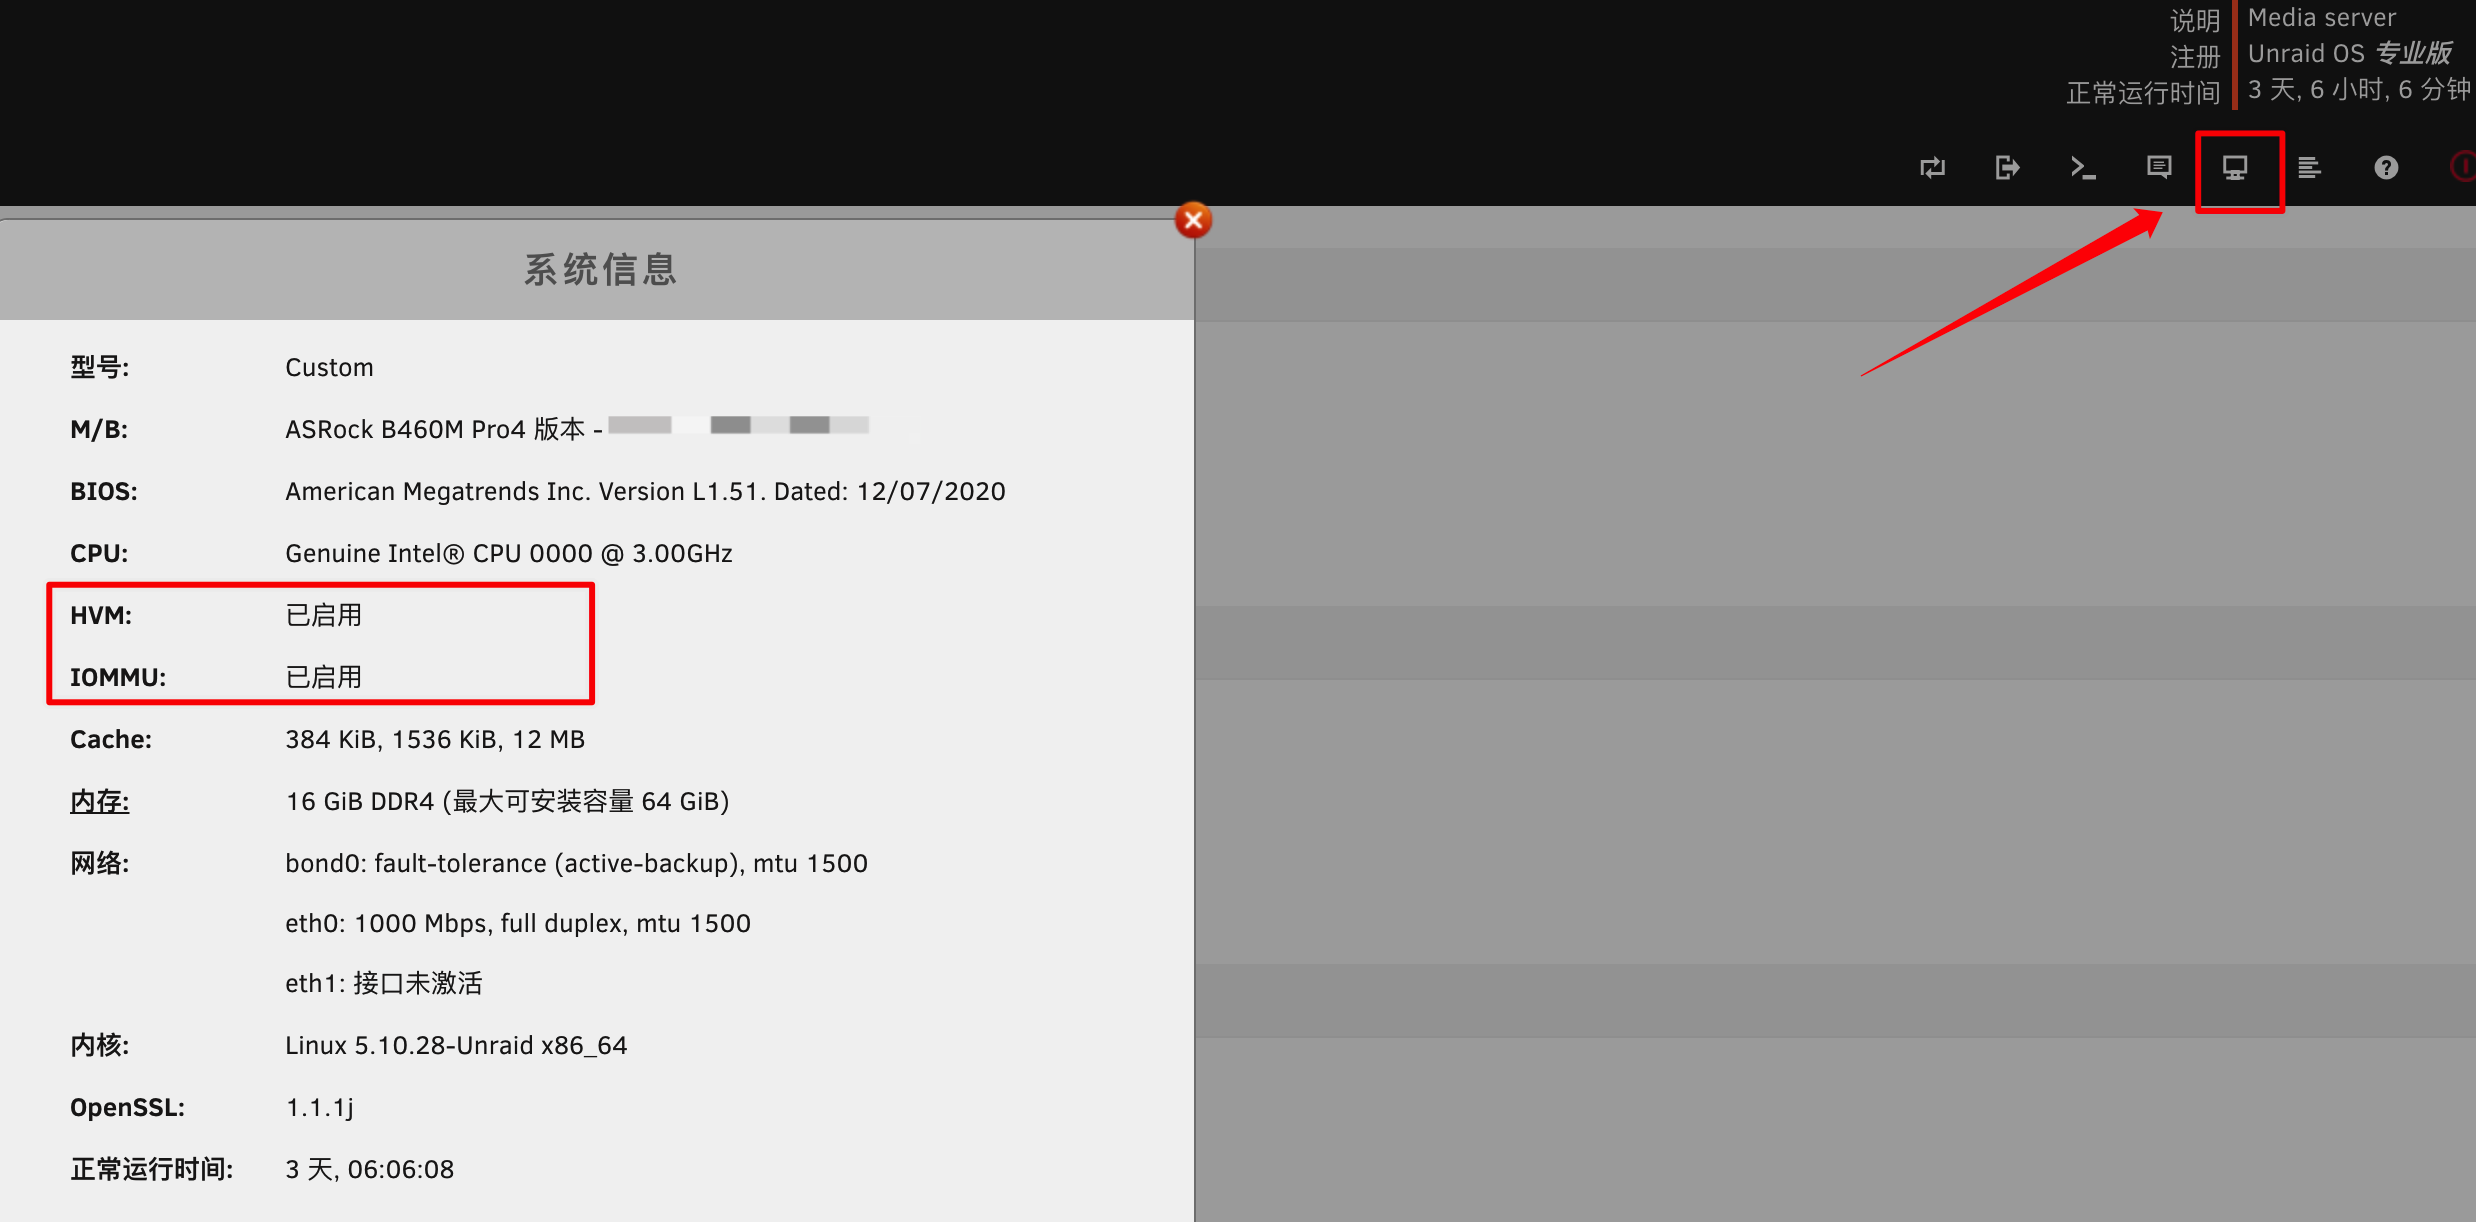 说明 Media server
注册 Unraid OS 专业版
正常运行时间 3 天, 6 小时, 6 分钟
系统信息
型号: Custom
M/B: ASRock B460M Pro4 版本 -
BIOS: American Megatrends Inc. Version L1.51. Dated: 12/07/2020
CPU: Genuine Intel® CPU 0000 @ 3.00GHz
HVM: 已启用
IOMMU: 已启用
Cache: 384 KiB, 1536 KiB, 12 MB
内存: 16 GiB DDR4 (最大可安装容量 64 GiB)
网络: bond0: fault-tolerance (active-backup), mtu 1500
eth0: 1000 Mbps, full duplex, mtu 1500
eth1: 接口未激活
内核: Linux 5.10.28-Unraid x86_64
OpenSSL: 1.1.1j
正常运行时间: 3 天, 06:06:08